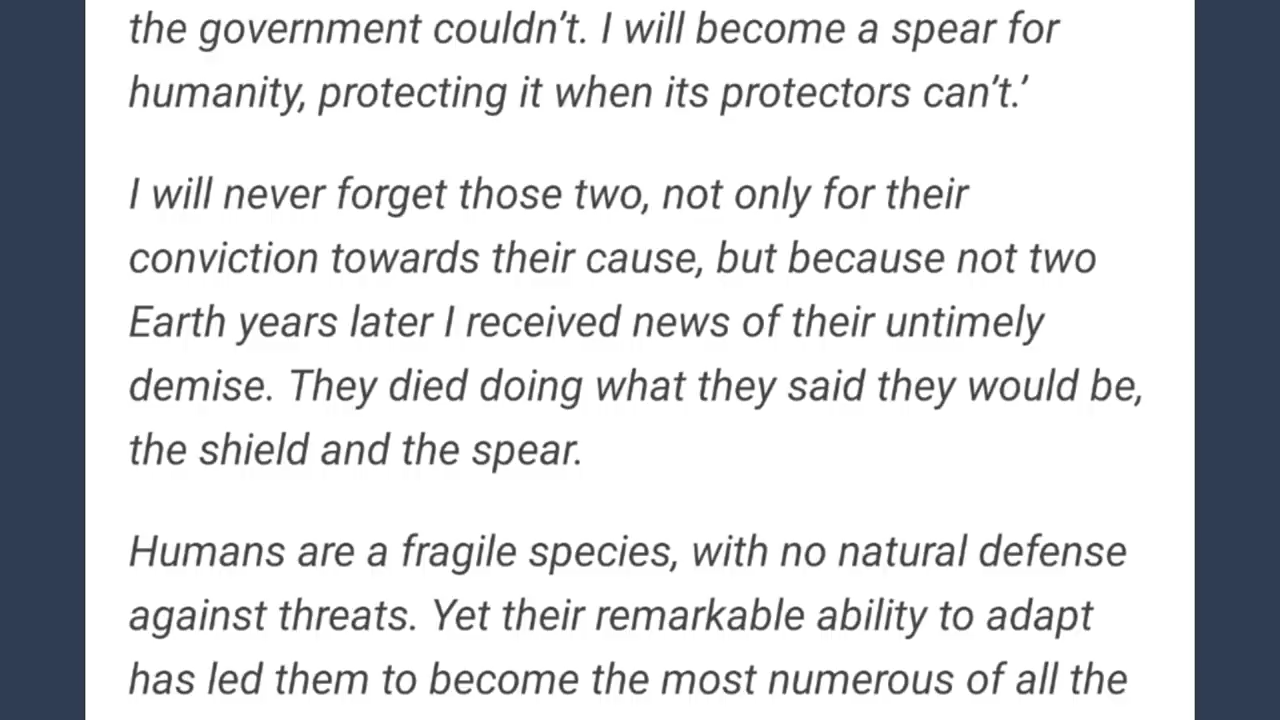 the government couldn’t. I will become a spear for
humanity, protecting it when its protectors can’t.’
I will never forget those two, not only for their
conviction towards their cause, but because not two
Earth years later I received news of their untimely
demise. They died doing what they said they would be,
the shield and the spear.
Humans are a fragile species, with no natural defense
against threats. Yet their remarkable ability to adapt
has led them to become the most numerous of all the